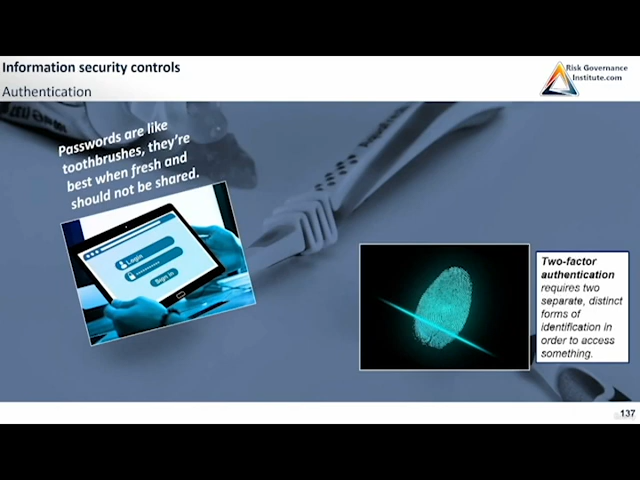 Information security controls
Authentication
Risk Governance
Institute.com
Passwords are like
toothbrushes, they're
best when fresh and
should not be shared.
Login
Sign in
Two-factor
authentication
requires two
separate, distinct
forms of
identification in
order to access
something.
137